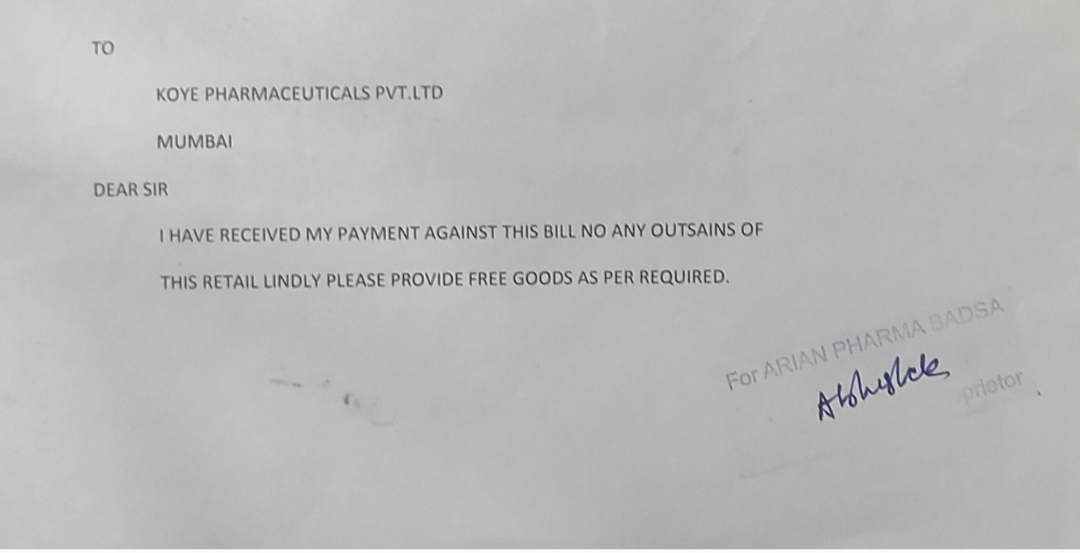 TO
KOYE PHARMACEUTICALS PVT.LTD
MUMBAI
DEAR SIR
I HAVE RECEIVED MY PAYMENT AGAINST THIS BILL NO ANY OUTSAINS OF
THIS RETAIL LINDLY PLEASE PROVIDE FREE GOODS AS PER REQUIRED.
For ARIAN PHARMA BADSA
Abhishek
prietor